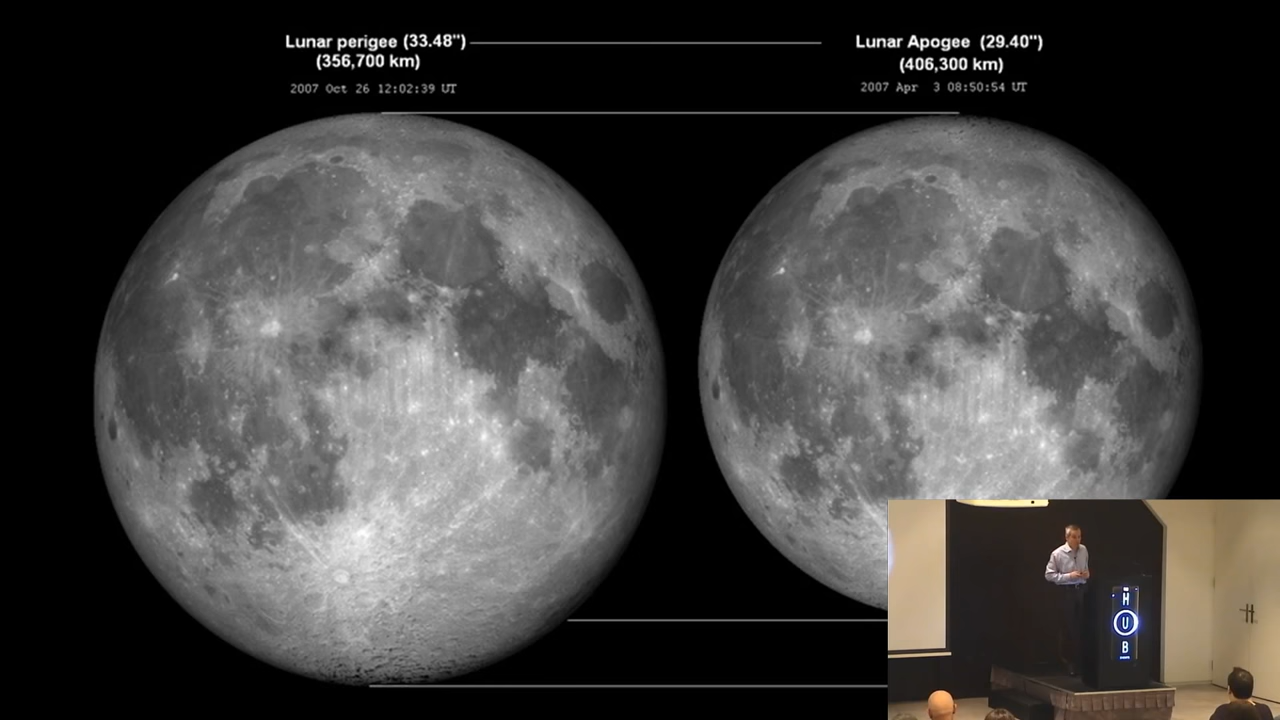 Lunar perigee (33.48")
(356,700 km)
2007 Oct 26 12:02:39 UT
Lunar Apogee (29.40")
(406,300 km)
2007 Apr 3 08:50:54 UT
H
U
B